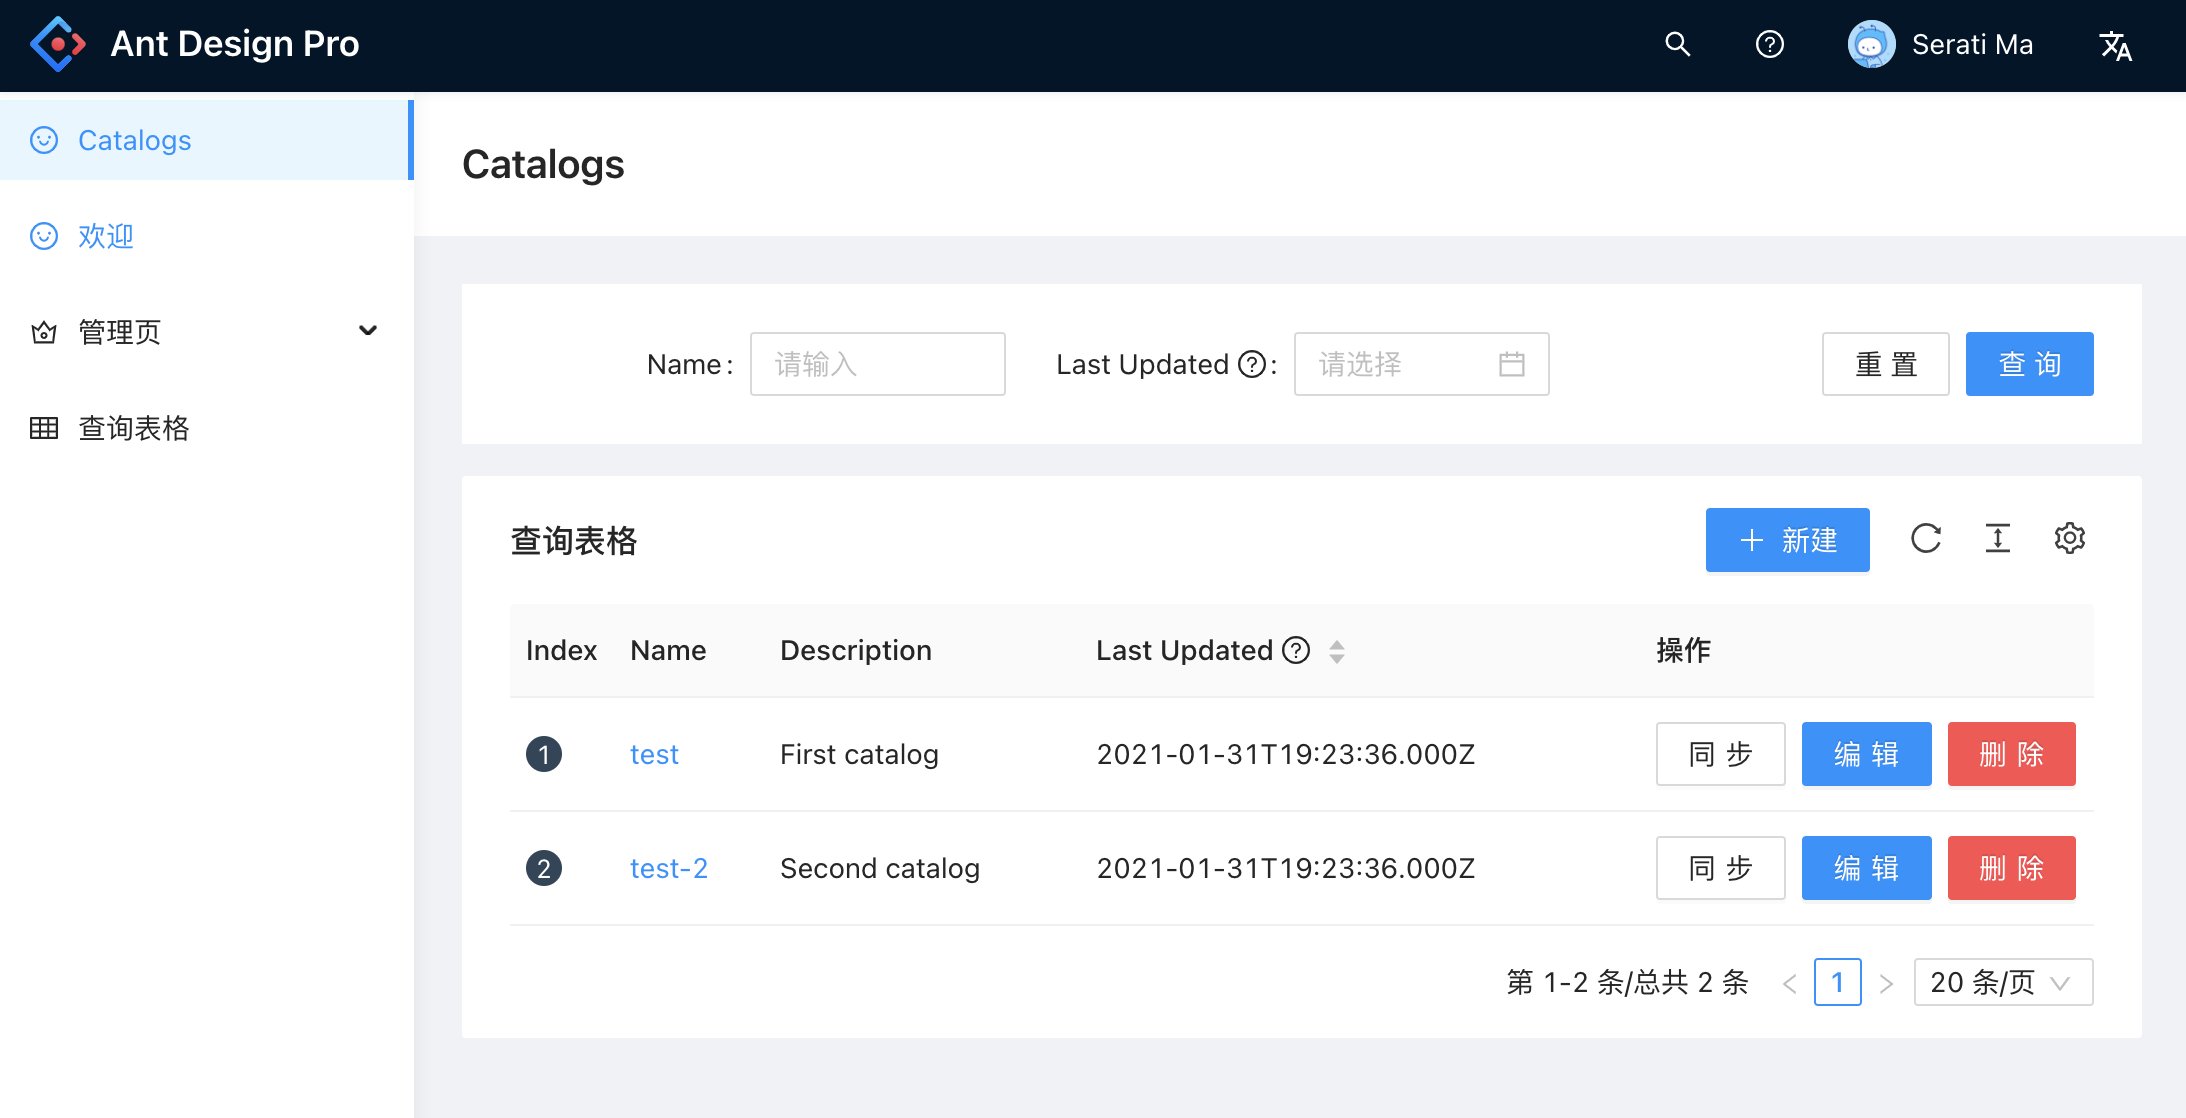 Ant Design Pro
Serati Ma
Catalogs
欢迎
管理页
查询表格
Catalogs
Name : 请输入 Last Updated : 请选择 重 置 查 询
查询表格 新建
Index Name Description Last Updated 操作
1 test First catalog 2021-01-31T19:23:36.000Z 同 步 编 辑 删 除
2 test-2 Second catalog 2021-01-31T19:23:36.000Z 同 步 编 辑 删 除
第 1-2 条/总共 2 条 < 1 > 20 条/页